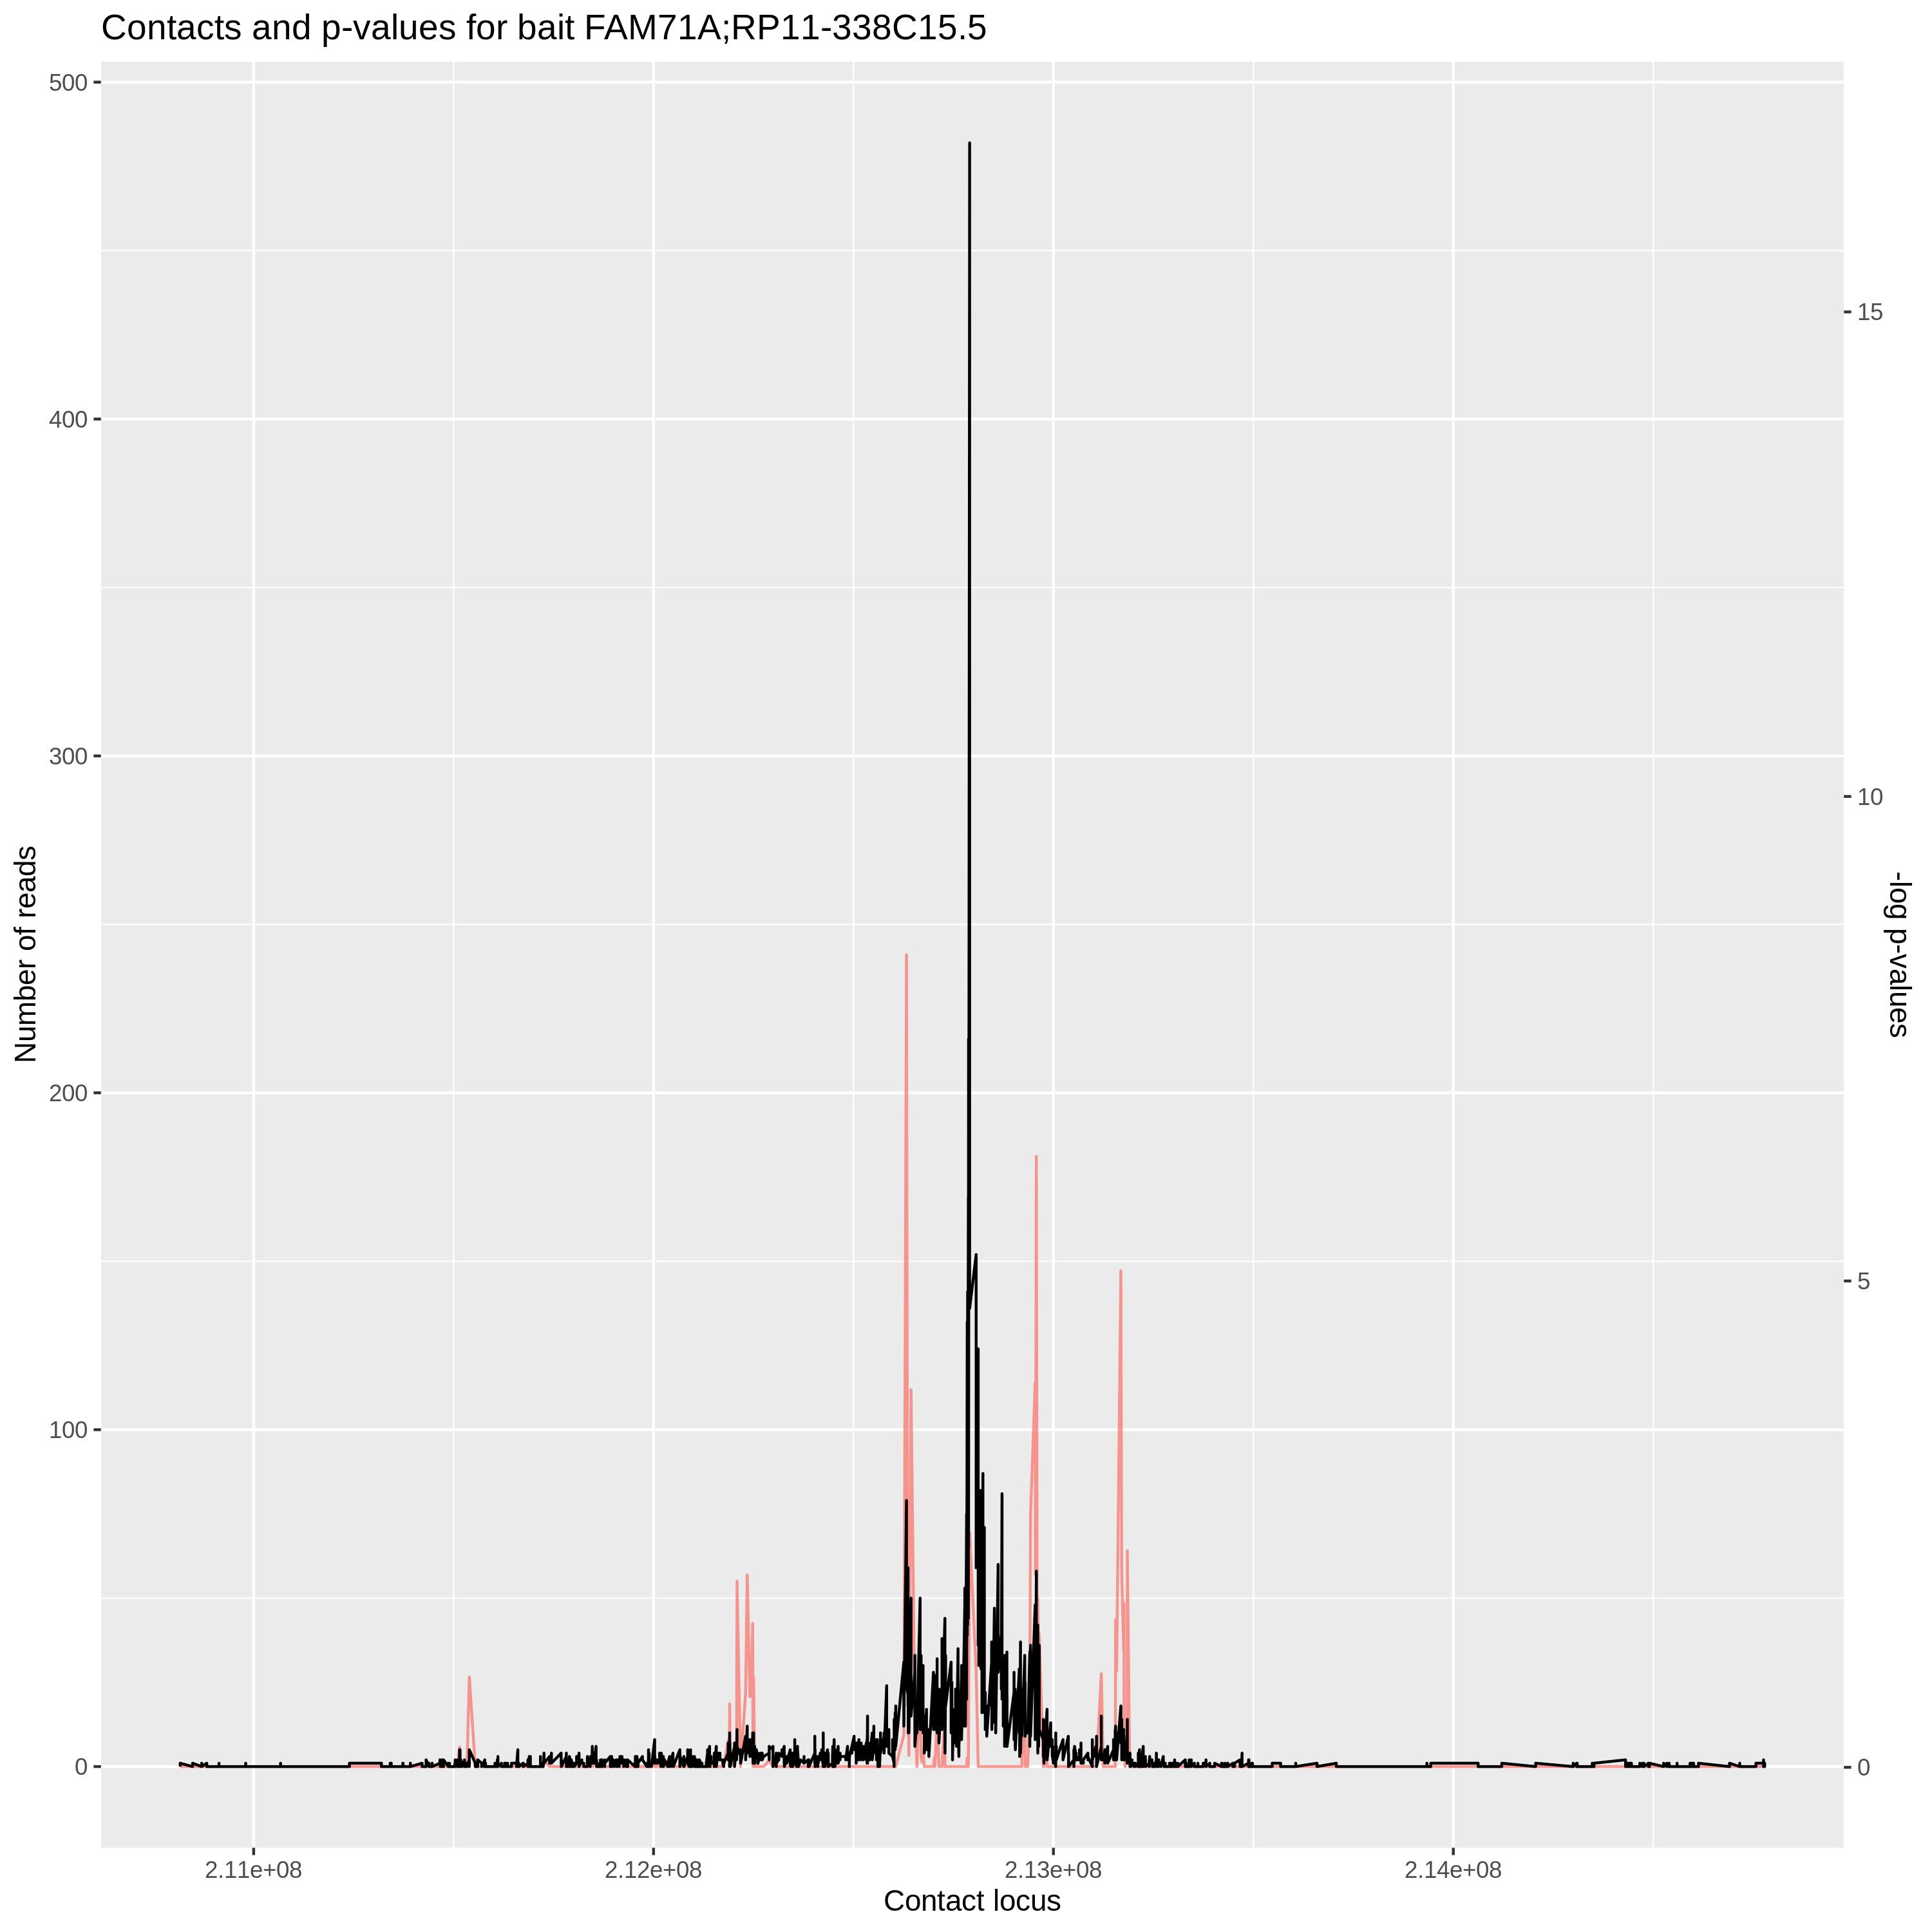 Contacts and p-values for bait FAM71A;RP11-338C15.5
500
400
300
200
100
0
Number of reads
15
10
5
0
-log p-values
2.11e+08 2.12e+08 2.13e+08 2.14e+08
Contact locus